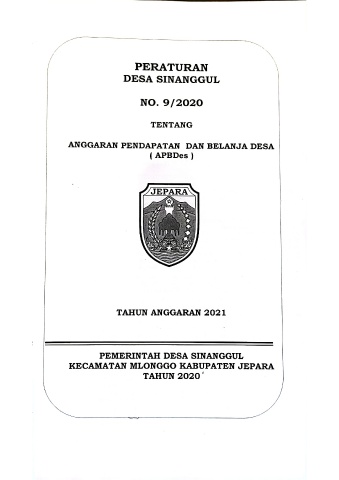 PERATURAN
DESA SINANGGUL
NO. 9/2020
TENTANG
ANGGARAN PENDAPATAN DAN BELANJA DESA
( APBDes )
JEPARA
TAHUN ANGGARAN 2021
PEMERINTAH DESA SINANGGUL
KECAMATAN MLONGGO KABUPATEN JEPARA
TAHUN 2020